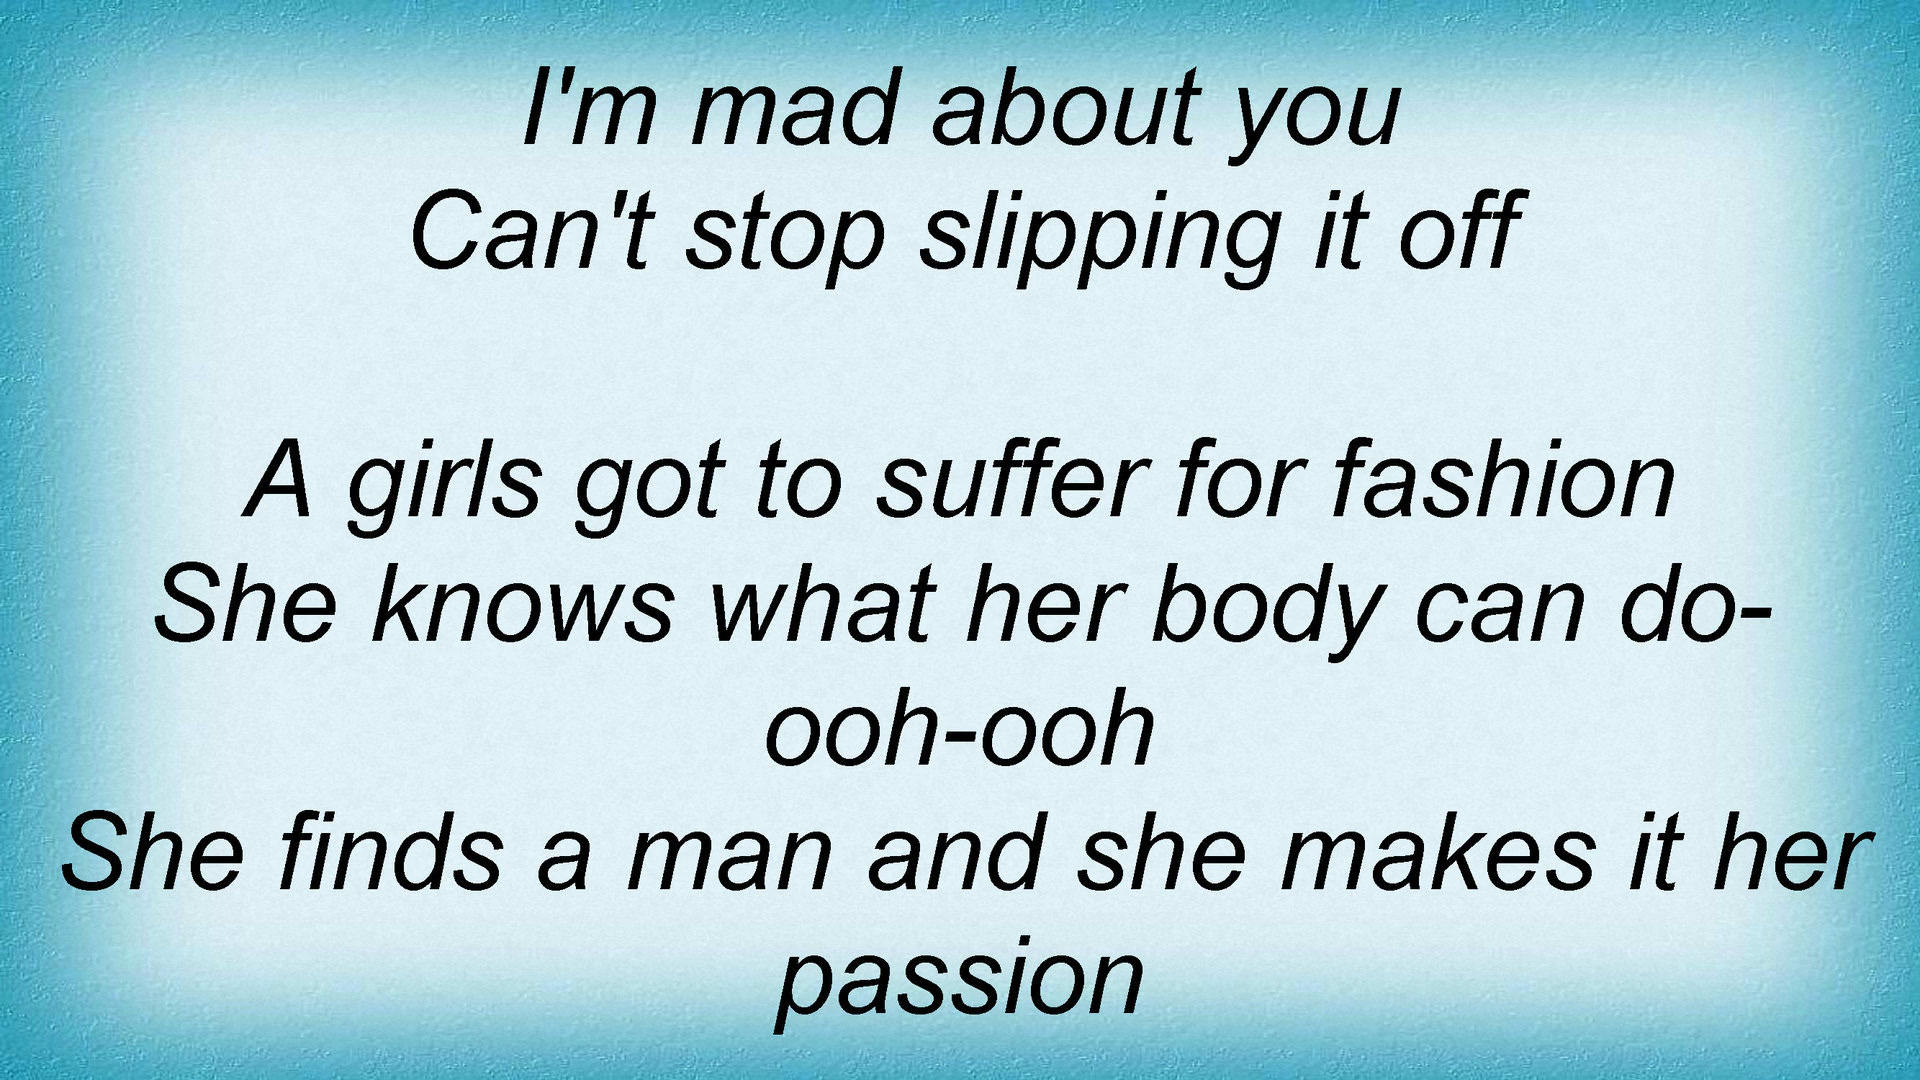 I'm mad about you
Can't stop slipping it off
A girls got to suffer for fashion
She knows what her body can do-
ooh-ooh
She finds a man and she makes it her
passion